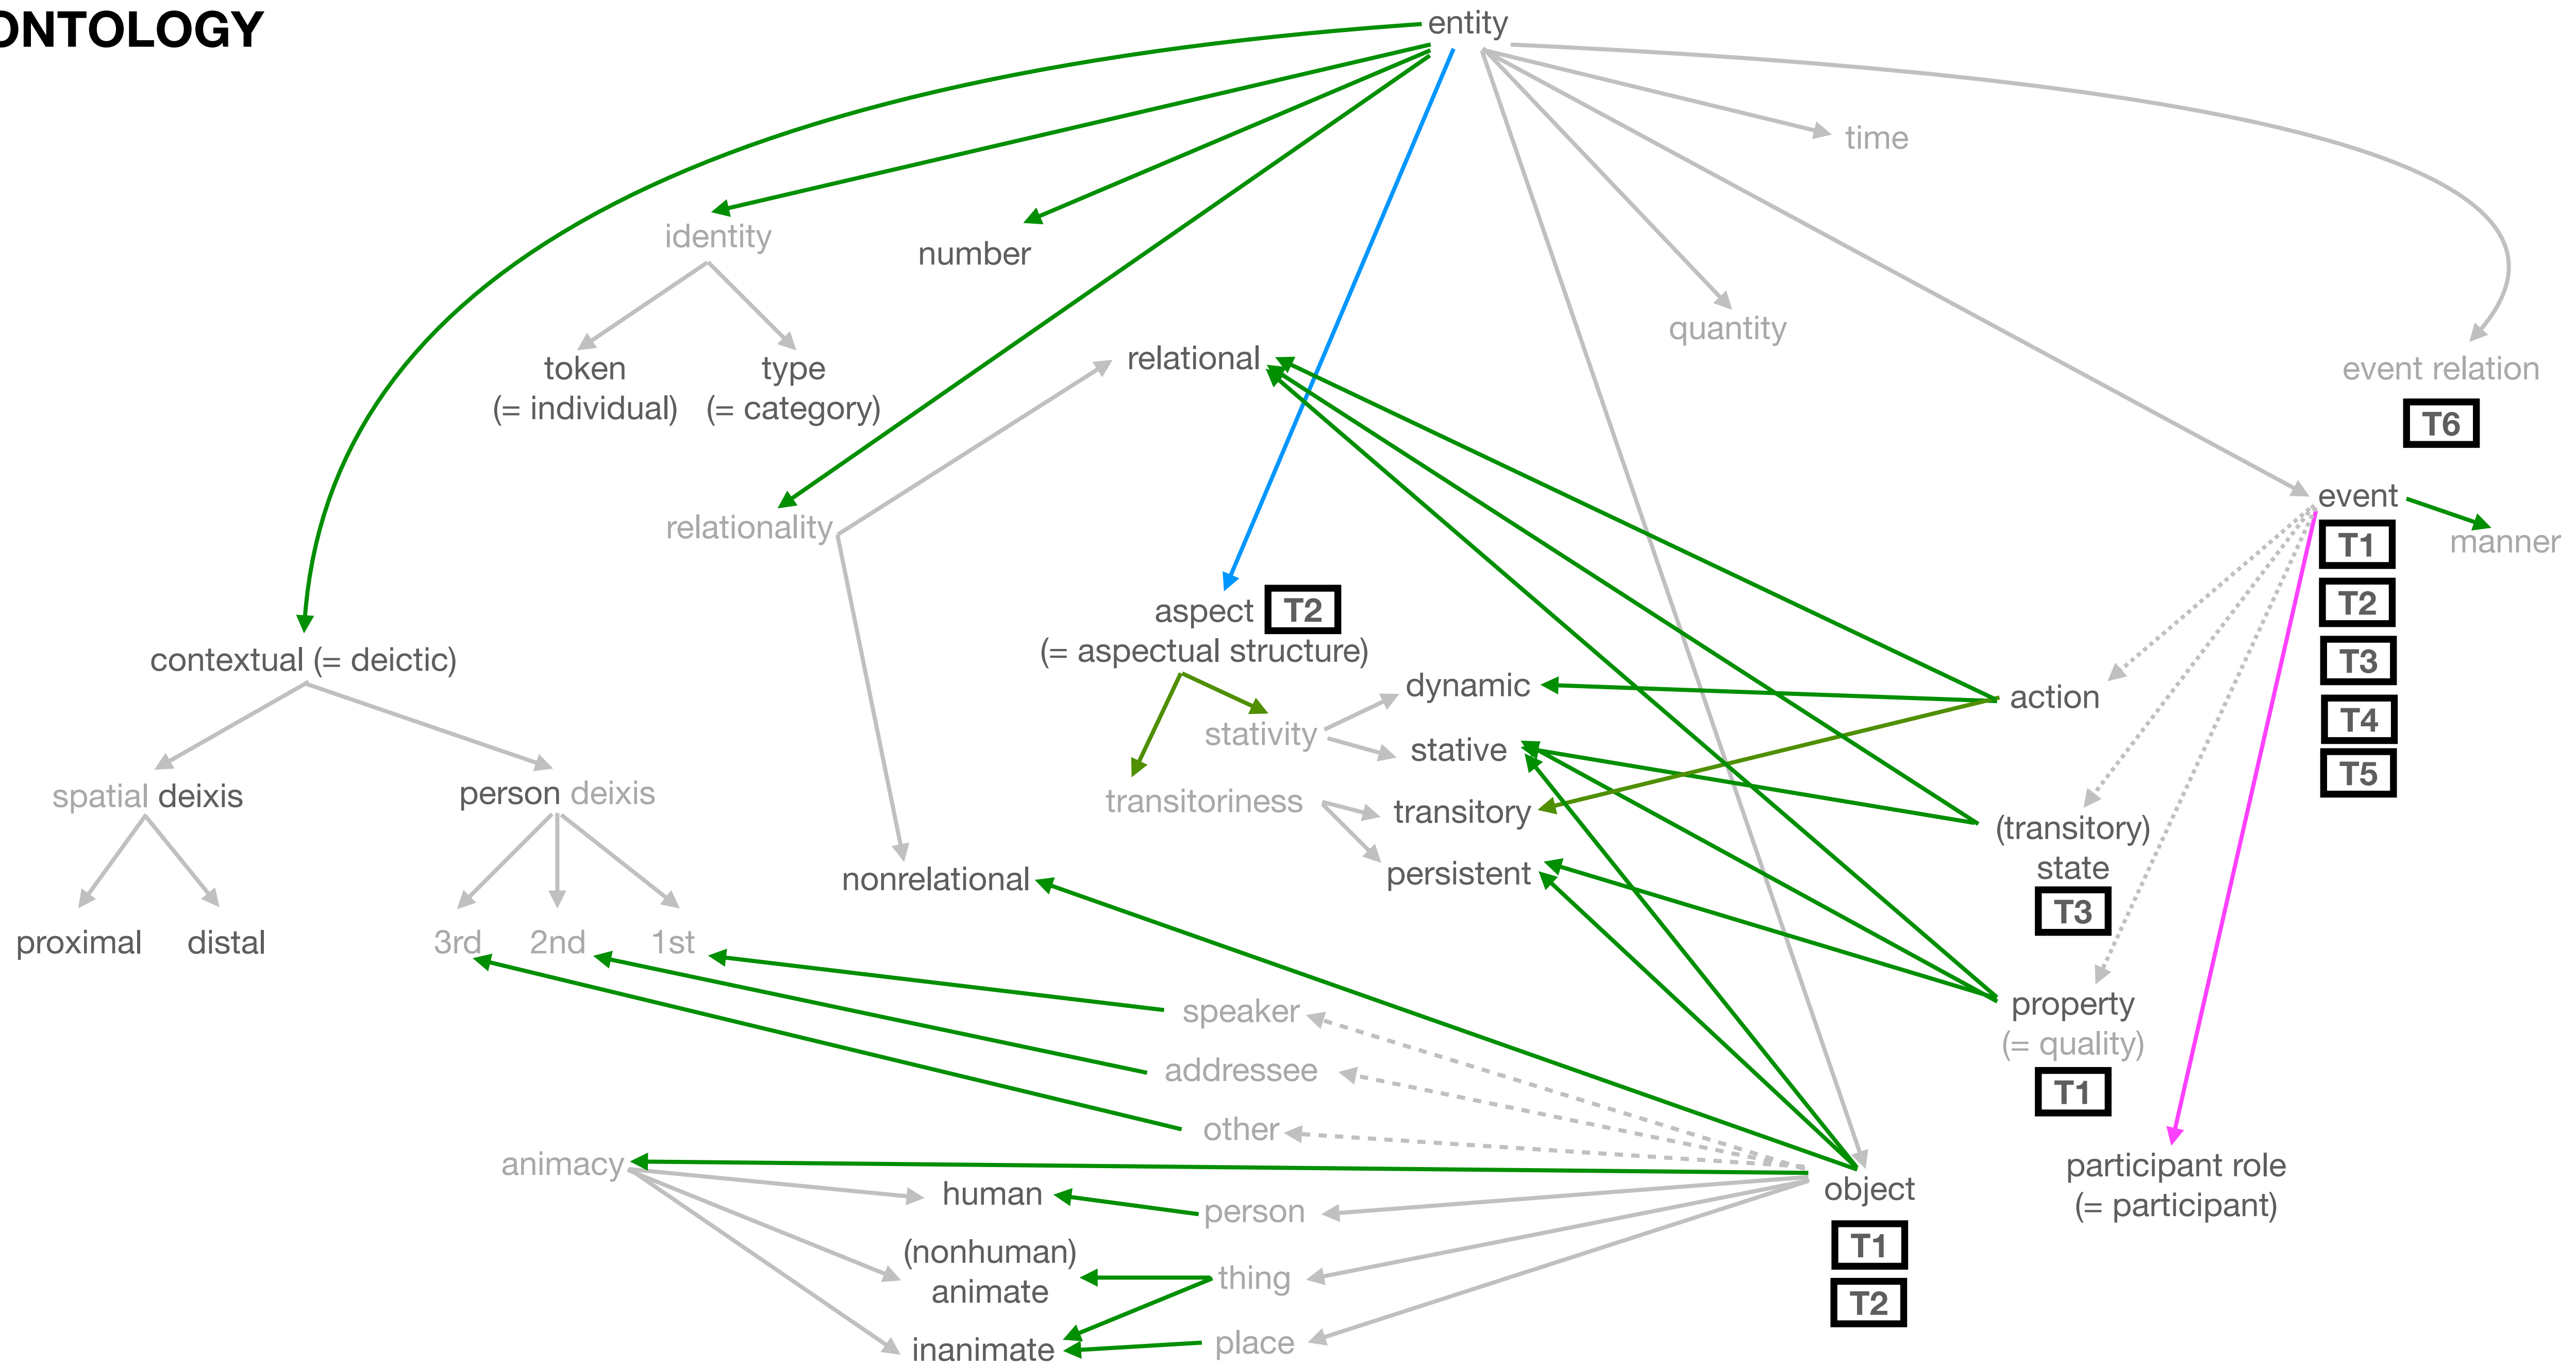 ONTOLOGY
entity
time
identity
number
quantity
token
(= individual)
type
(= category)
relational
event relation
T6
relationality
event
manner
T1
T2
T3
T4
T5
aspect T2
(= aspectual structure)
contextual (= deictic)
dynamic
action
stativity
stative
spatial deixis
person deixis
transitoriness
transitory
(transitory)
state
T3
persistent
nonrelational
proximal
distal
3rd
2nd
1st
speaker
property
(= quality)
T1
addressee
other
animacy
human
person
object
T1
T2
participant role
(= participant)
(nonhuman)
animate
thing
inanimate
place